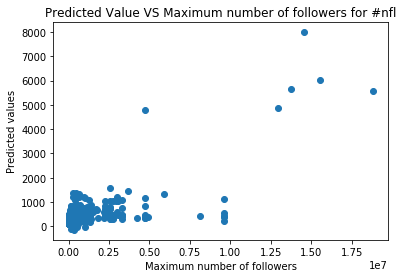 Predicted Value VS Maximum number of followers for #nfl
8000
7000
6000
5000
4000
3000
2000
1000
0
Predicted values
0.00 0.25 0.50 0.75 1.00 1.25 1.50 1.75
1e7
Maximum number of followers